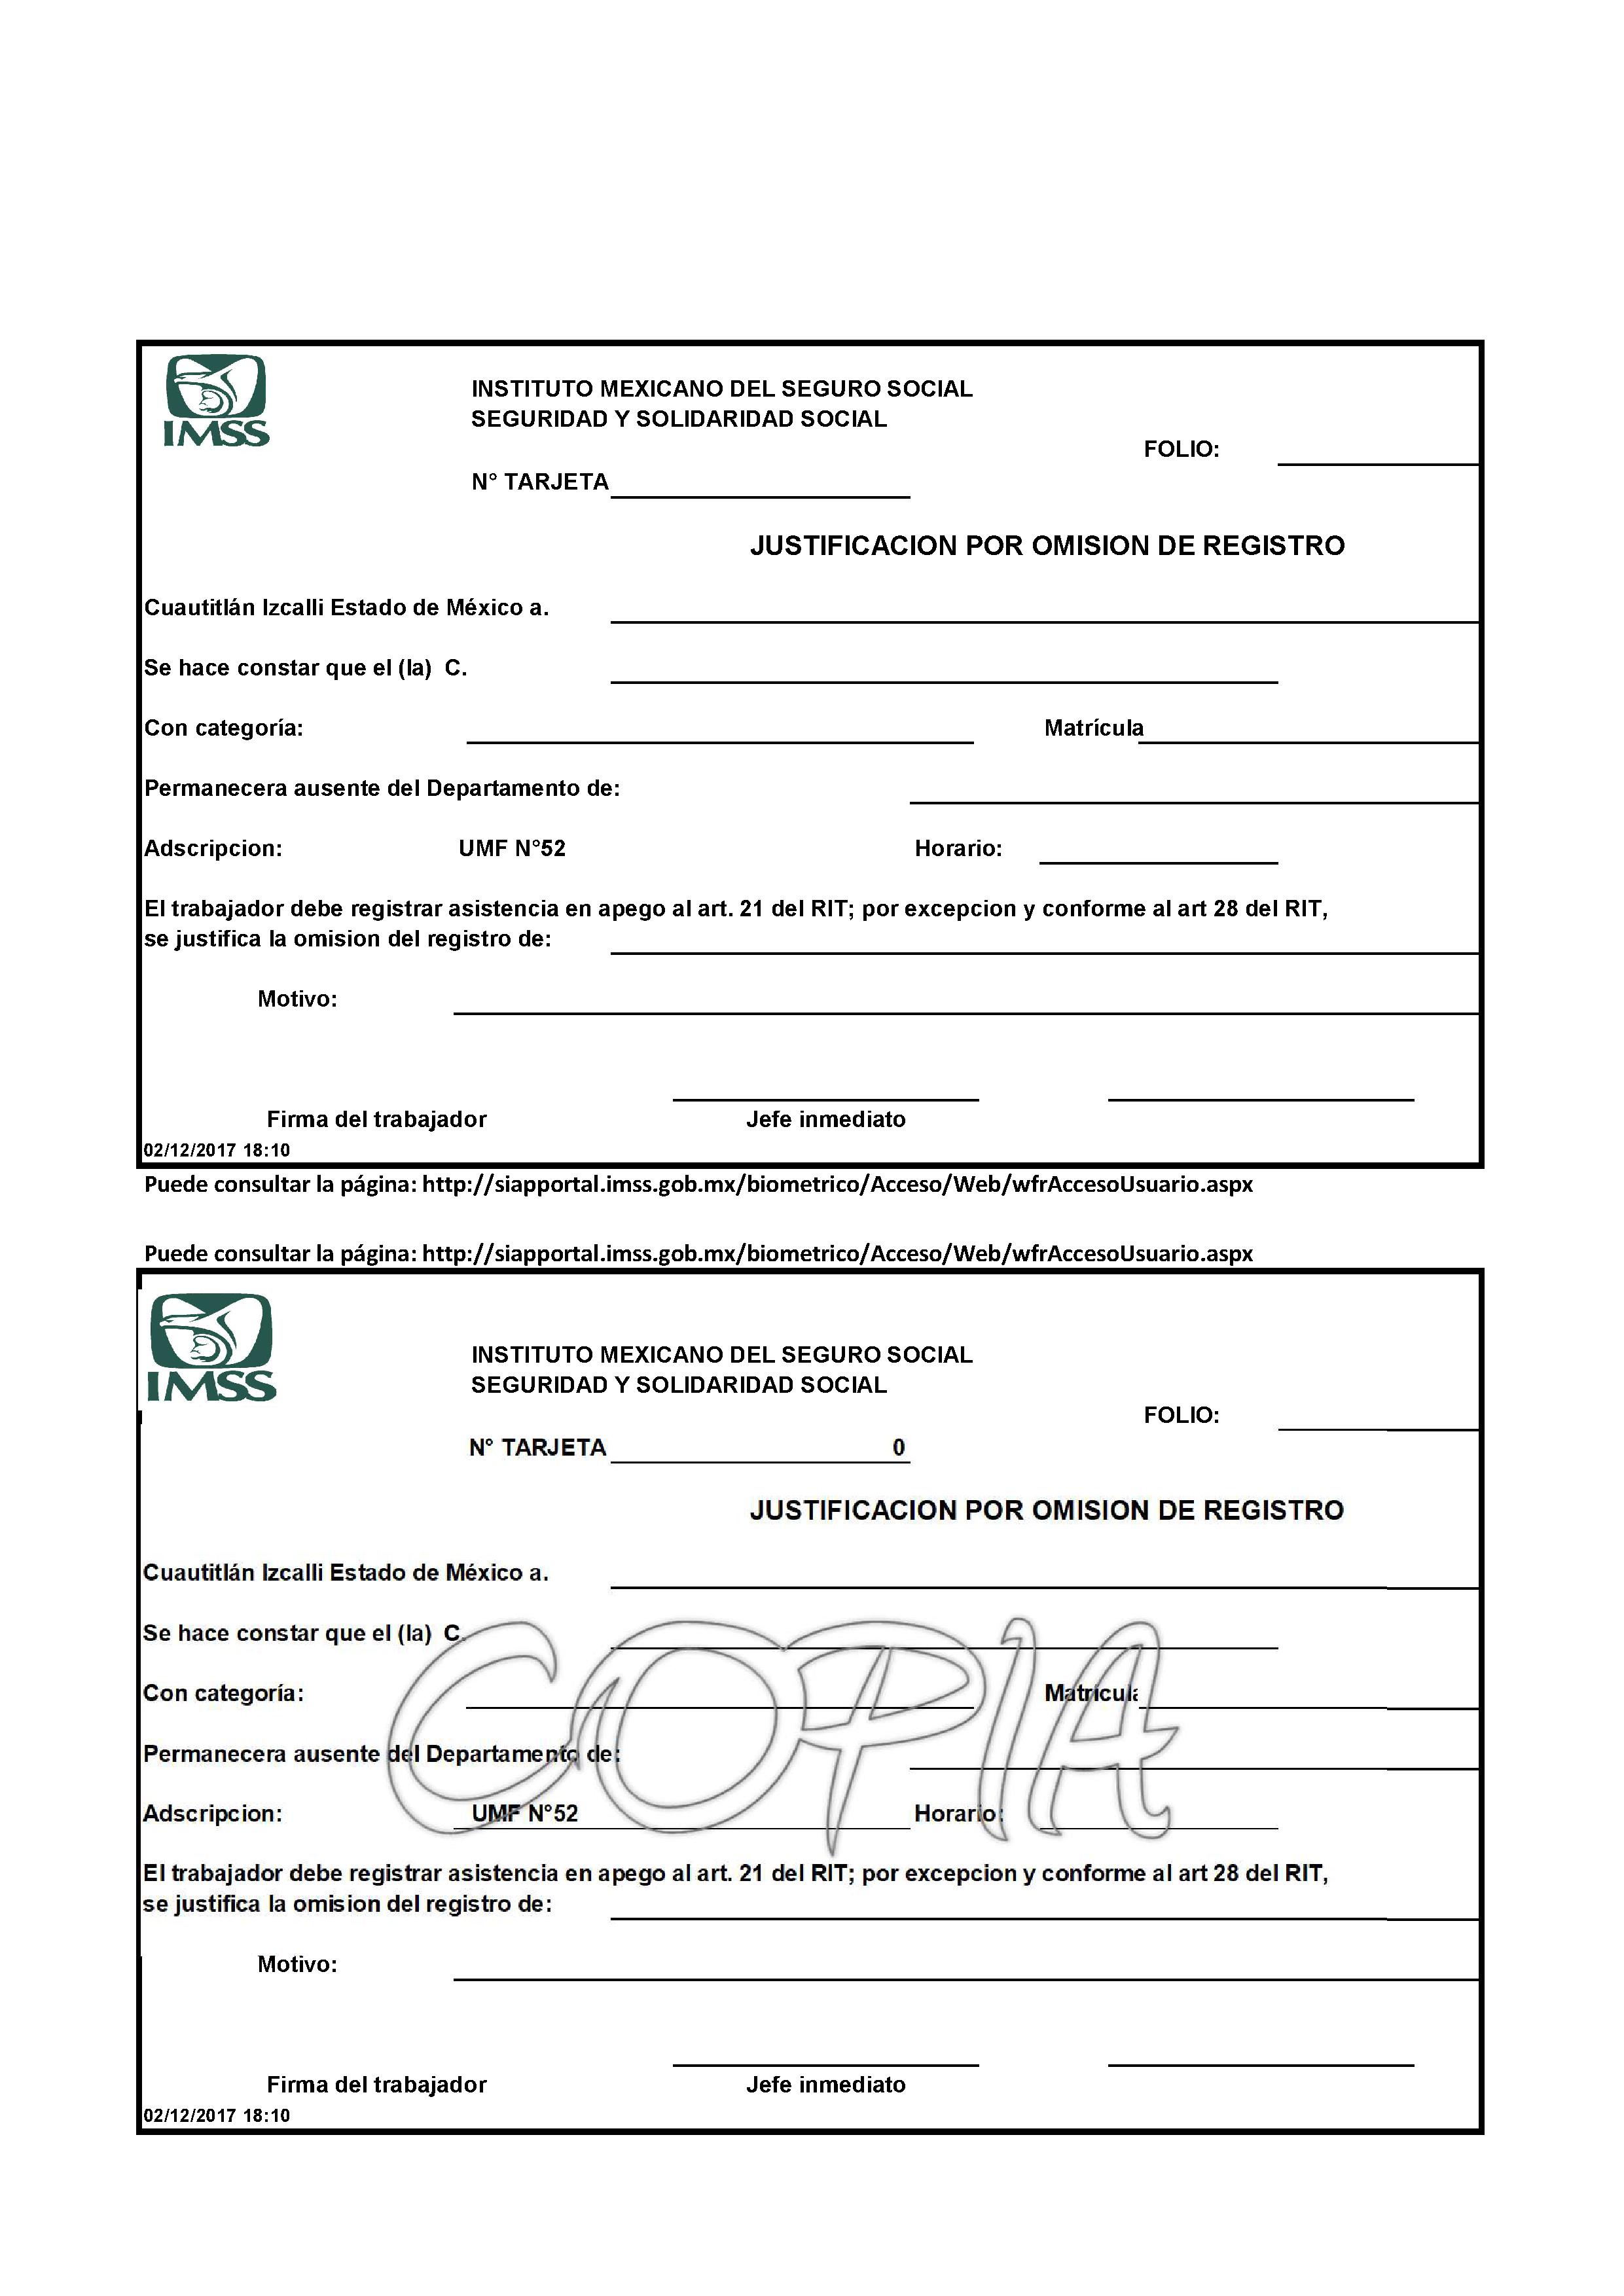 IMSS
INSTITUTO MEXICANO DEL SEGURO SOCIAL
SEGURIDAD Y SOLIDARIDAD SOCIAL
FOLIO:
N° TARJETA
JUSTIFICACION POR OMISION DE REGISTRO
Cuautitlán Izcalli Estado de México a.
Se hace constar que el (la) C.
Con categoría: Matrícula
Permanecera ausente del Departamento de:
Adscripcion: UMF N°52 Horario:
El trabajador debe registrar asistencia en apego al art. 21 del RIT; por excepcion y conforme al art 28 del RIT,
se justifica la omision del registro de:
Motivo:
Firma del trabajador Jefe inmediato
02/12/2017 18:10
Puede consultar la página: http://siapportal.imss.gob.mx/biometrico/Acceso/Web/wfrAccesoUsuario.aspx
Puede consultar la página: http://siapportal.imss.gob.mx/biometrico/Acceso/Web/wfrAccesoUsuario.aspx
IMSS
INSTITUTO MEXICANO DEL SEGURO SOCIAL
SEGURIDAD Y SOLIDARIDAD SOCIAL
FOLIO:
N° TARJETA 0
JUSTIFICACION POR OMISION DE REGISTRO
Cuautitlán Izcalli Estado de México a.
Se hace constar que el (la) C.
Con categoría: Matrícula
Permanecera ausente del Departamento de:
COPIA
Adscripcion: UMF N°52 Horario:
El trabajador debe registrar asistencia en apego al art. 21 del RIT; por excepcion y conforme al art 28 del RIT,
se justifica la omision del registro de:
Motivo:
Firma del trabajador Jefe inmediato
02/12/2017 18:10